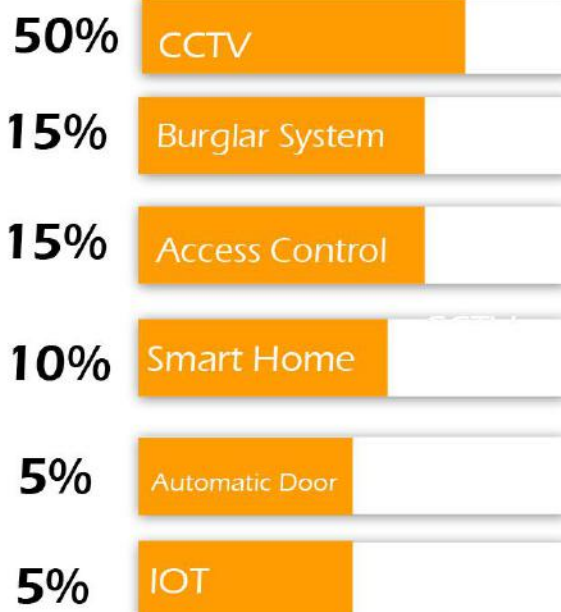 50% CCTV
15% Burglar System
15% Access Control
10% Smart Home
5% Automatic Door
5% IOT